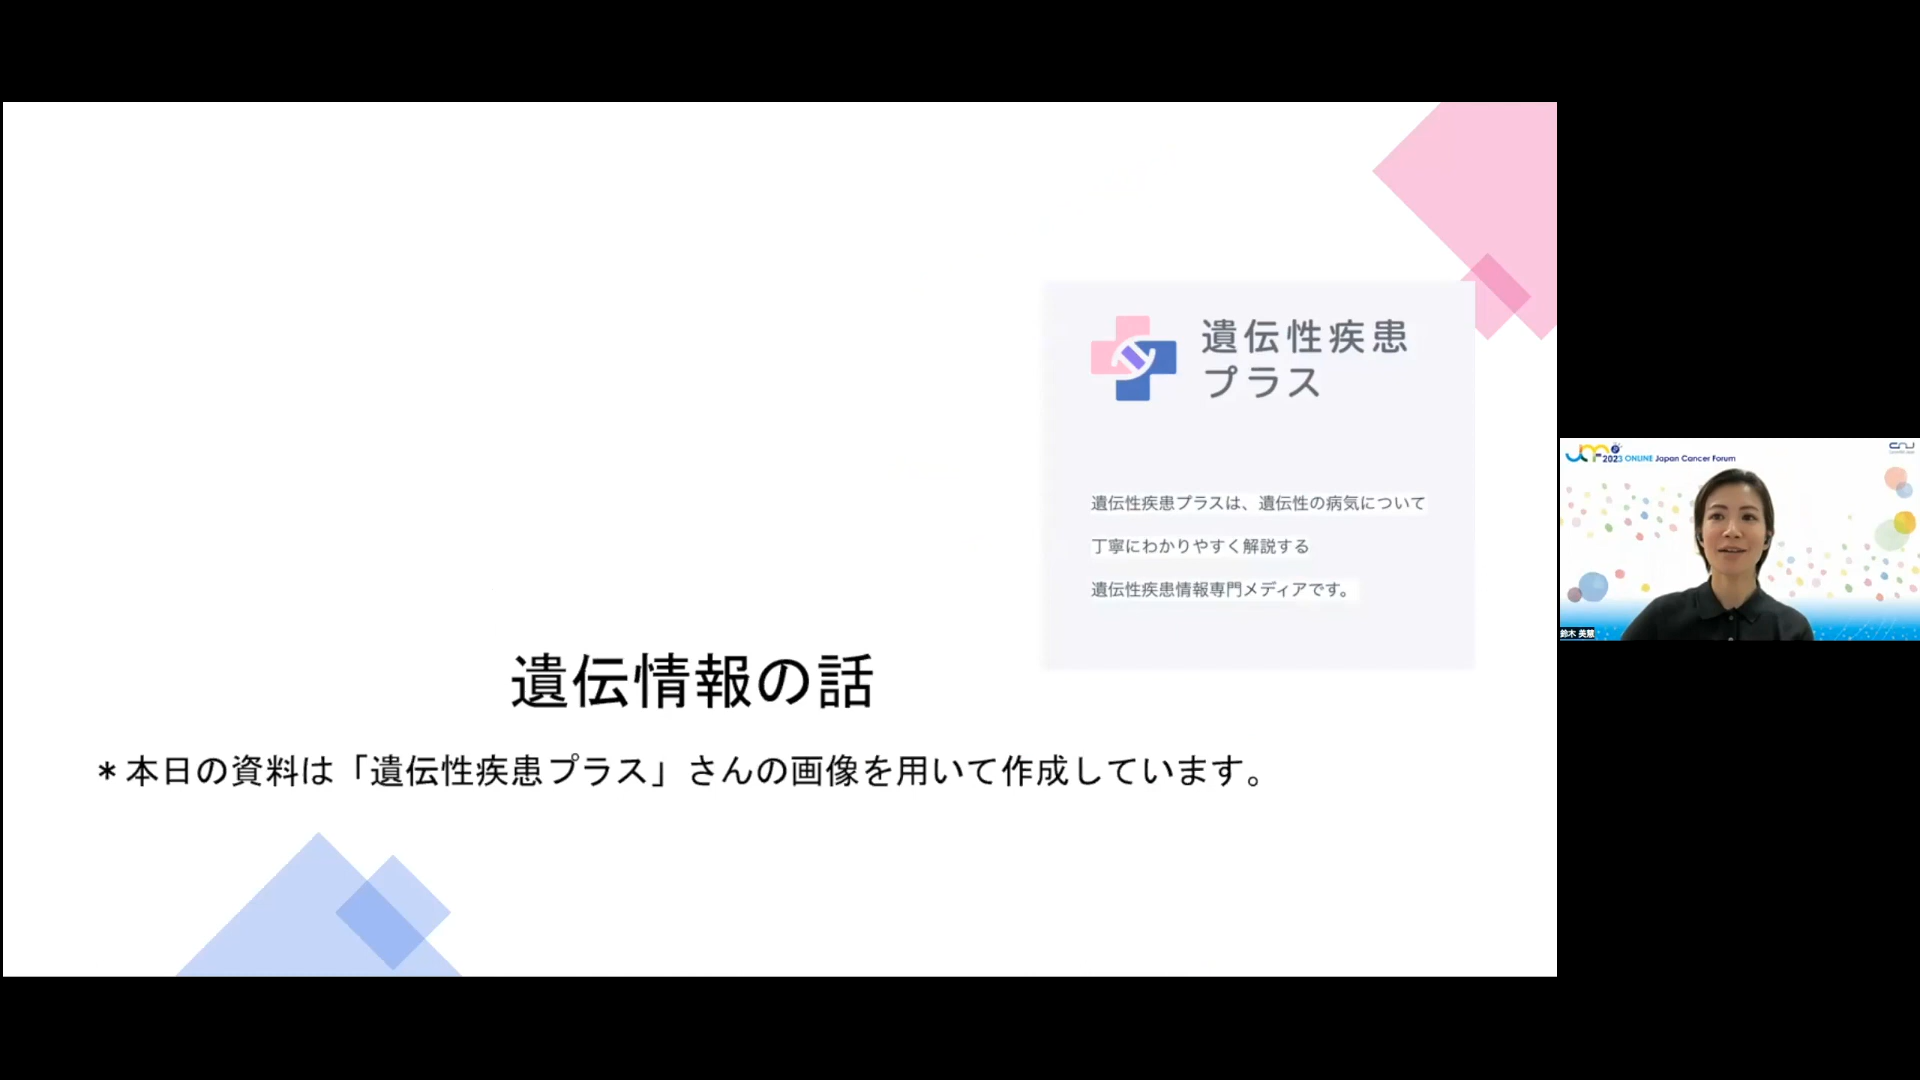 遺伝性疾患
プラス
遺伝性疾患プラスは、遺伝性の病気について
丁寧にわかりやすく解説する
遺伝性疾患情報専門メディアです。
遺伝情報の話
＊本日の資料は「遺伝性疾患プラス」さんの画像を用いて作成しています。
2023 ONLINE Japan Cancer Forum
鈴木 美慧